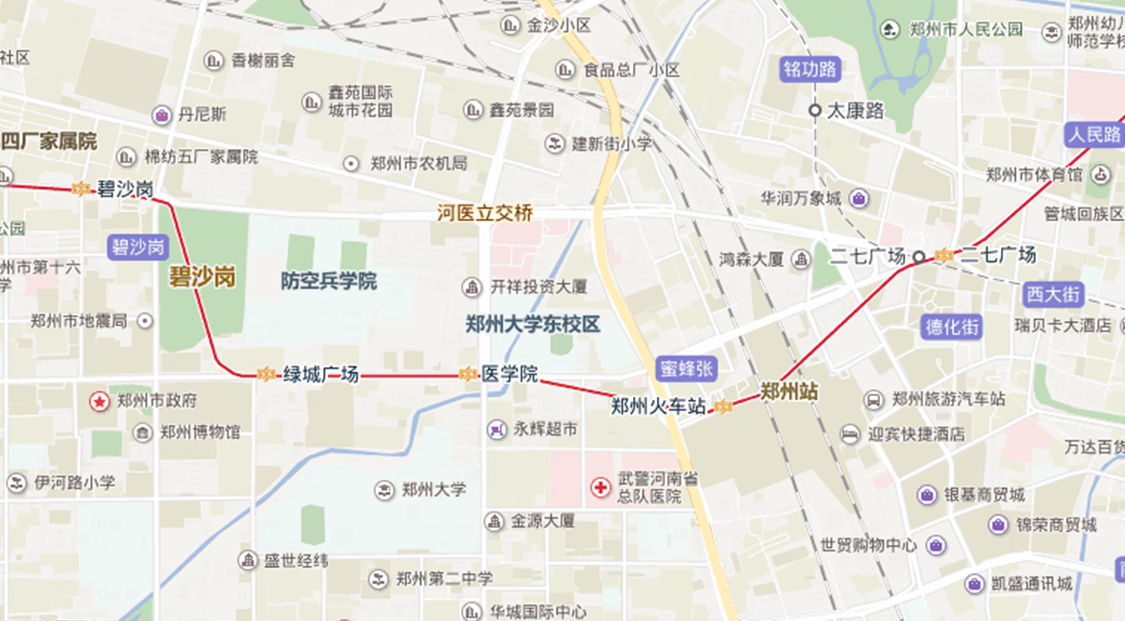 金沙小区
郑州市人民公园
郑州幼儿
师范学校
社区
香榭丽舍
食品总厂小区
铭功路
鑫苑国际
城市花园
鑫苑景园
太康路
丹尼斯
人民路
四厂家属院
棉纺五厂家属院
郑州市农机局
建新街小学
郑州市体育馆
碧沙岗
华润万象城
河医立交桥
管城回族区
公园
碧沙岗
鸿森大厦
二七广场
二七广场
州市第十六
学
碧沙岗
防空兵学院
开祥投资大厦
西大街
郑州市地震局
郑州大学东校区
德化街
瑞贝卡大酒店
绿城广场
医学院
蜜蜂张
郑州站
郑州市政府
郑州火车站
郑州旅游汽车站
郑州博物馆
永辉超市
迎宾快捷酒店
万达百货
伊河路小学
郑州大学
武警河南省
总队医院
银基商贸城
金源大厦
锦荣商贸城
世贸购物中心
盛世经纬
郑州第二中学
凯盛通讯城
华城国际中心